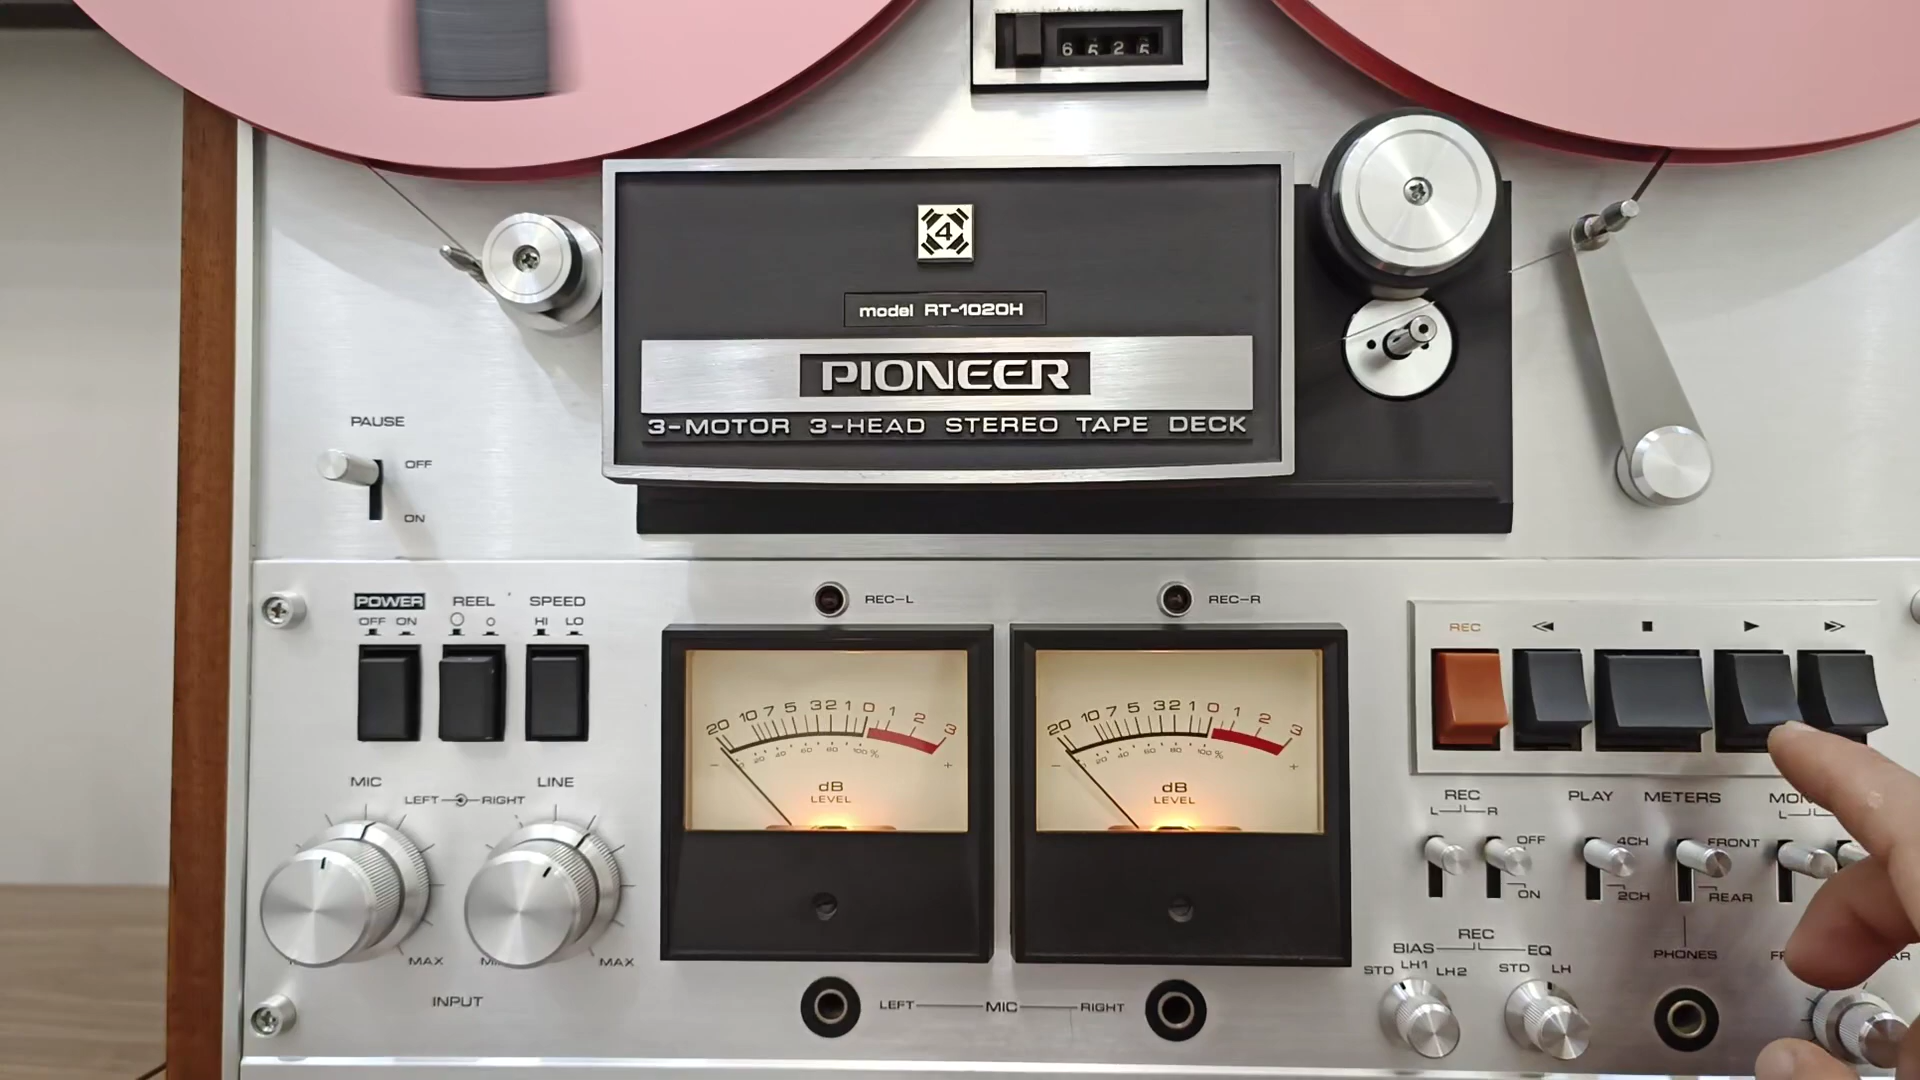 6525
4
model RT-1020H
PIONEER
3-MOTOR 3-HEAD STEREO TAPE DECK
PAUSE
OFF
ON
POWER REEL SPEED
OFF ON HI LO
REC-L
REC-R
REC
20 10 7 5 3 2 1 0 1 2 3
20 40 60 80 100 %
- +
dB
LEVEL
20 10 7 5 3 2 1 0 1 2 3
20 40 60 80 100 %
- +
dB
LEVEL
MIC LINE
LEFT RIGHT
MAX
MAX
INPUT
LEFT MIC RIGHT
REC PLAY METERS
L R L
OFF 4CH FRONT
ON 2CH REAR
REC
BIAS EQ
STD LH1 LH2 STD LH
PHONES